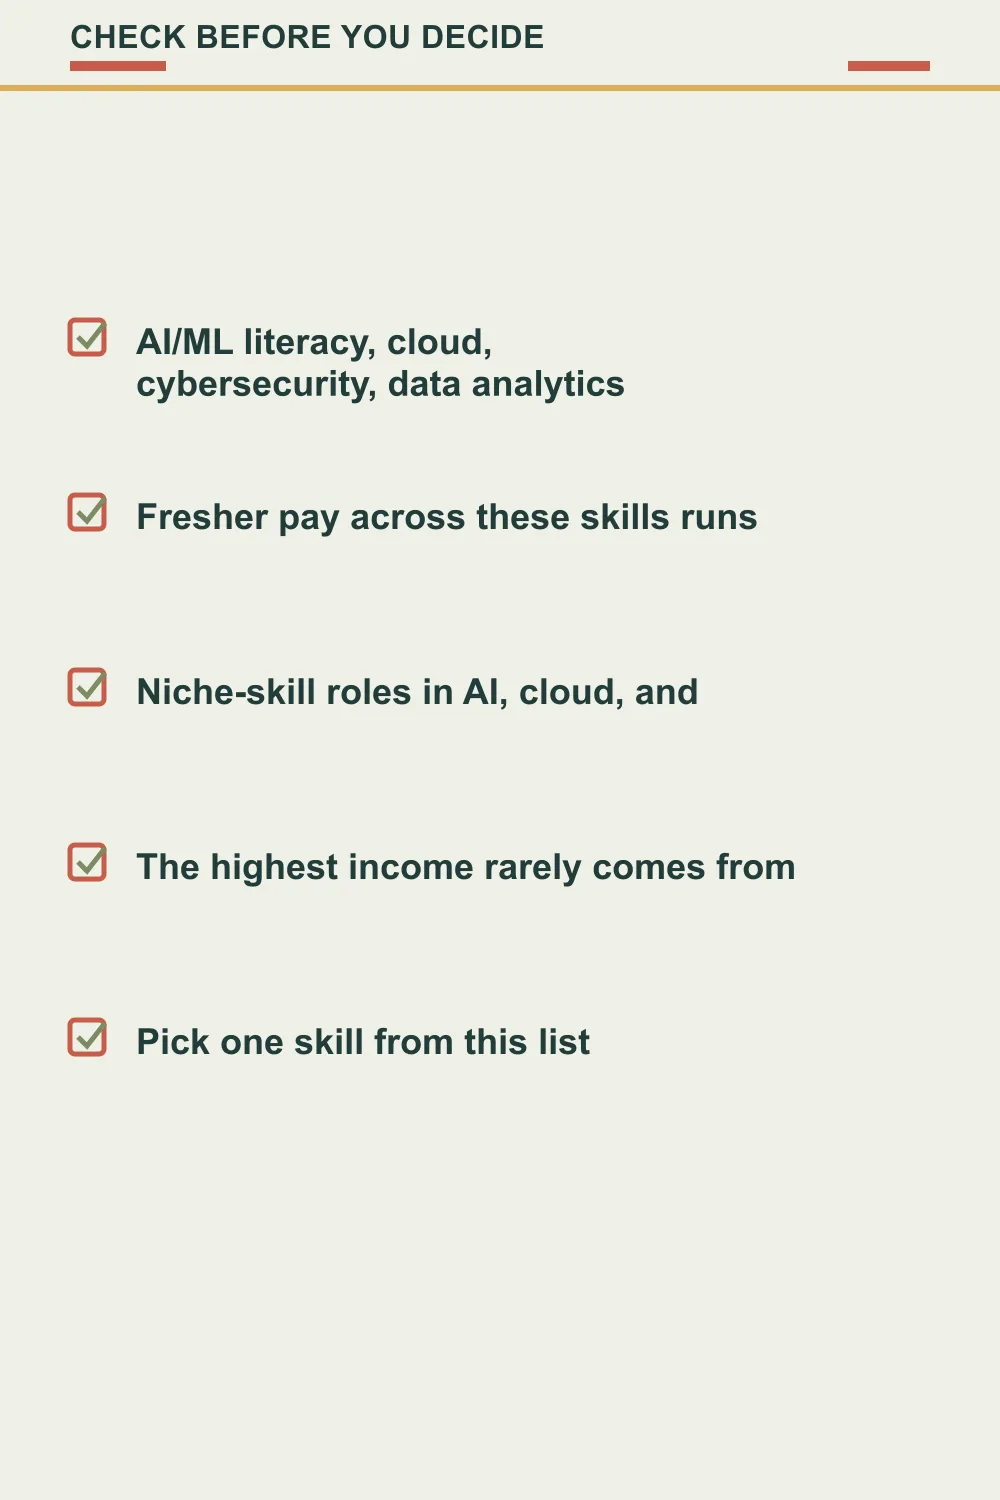 CHECK BEFORE YOU DECIDE
AI/ML literacy, cloud,
cybersecurity, data analytics
Fresher pay across these skills runs
Niche-skill roles in AI, cloud, and
The highest income rarely comes from
Pick one skill from this list